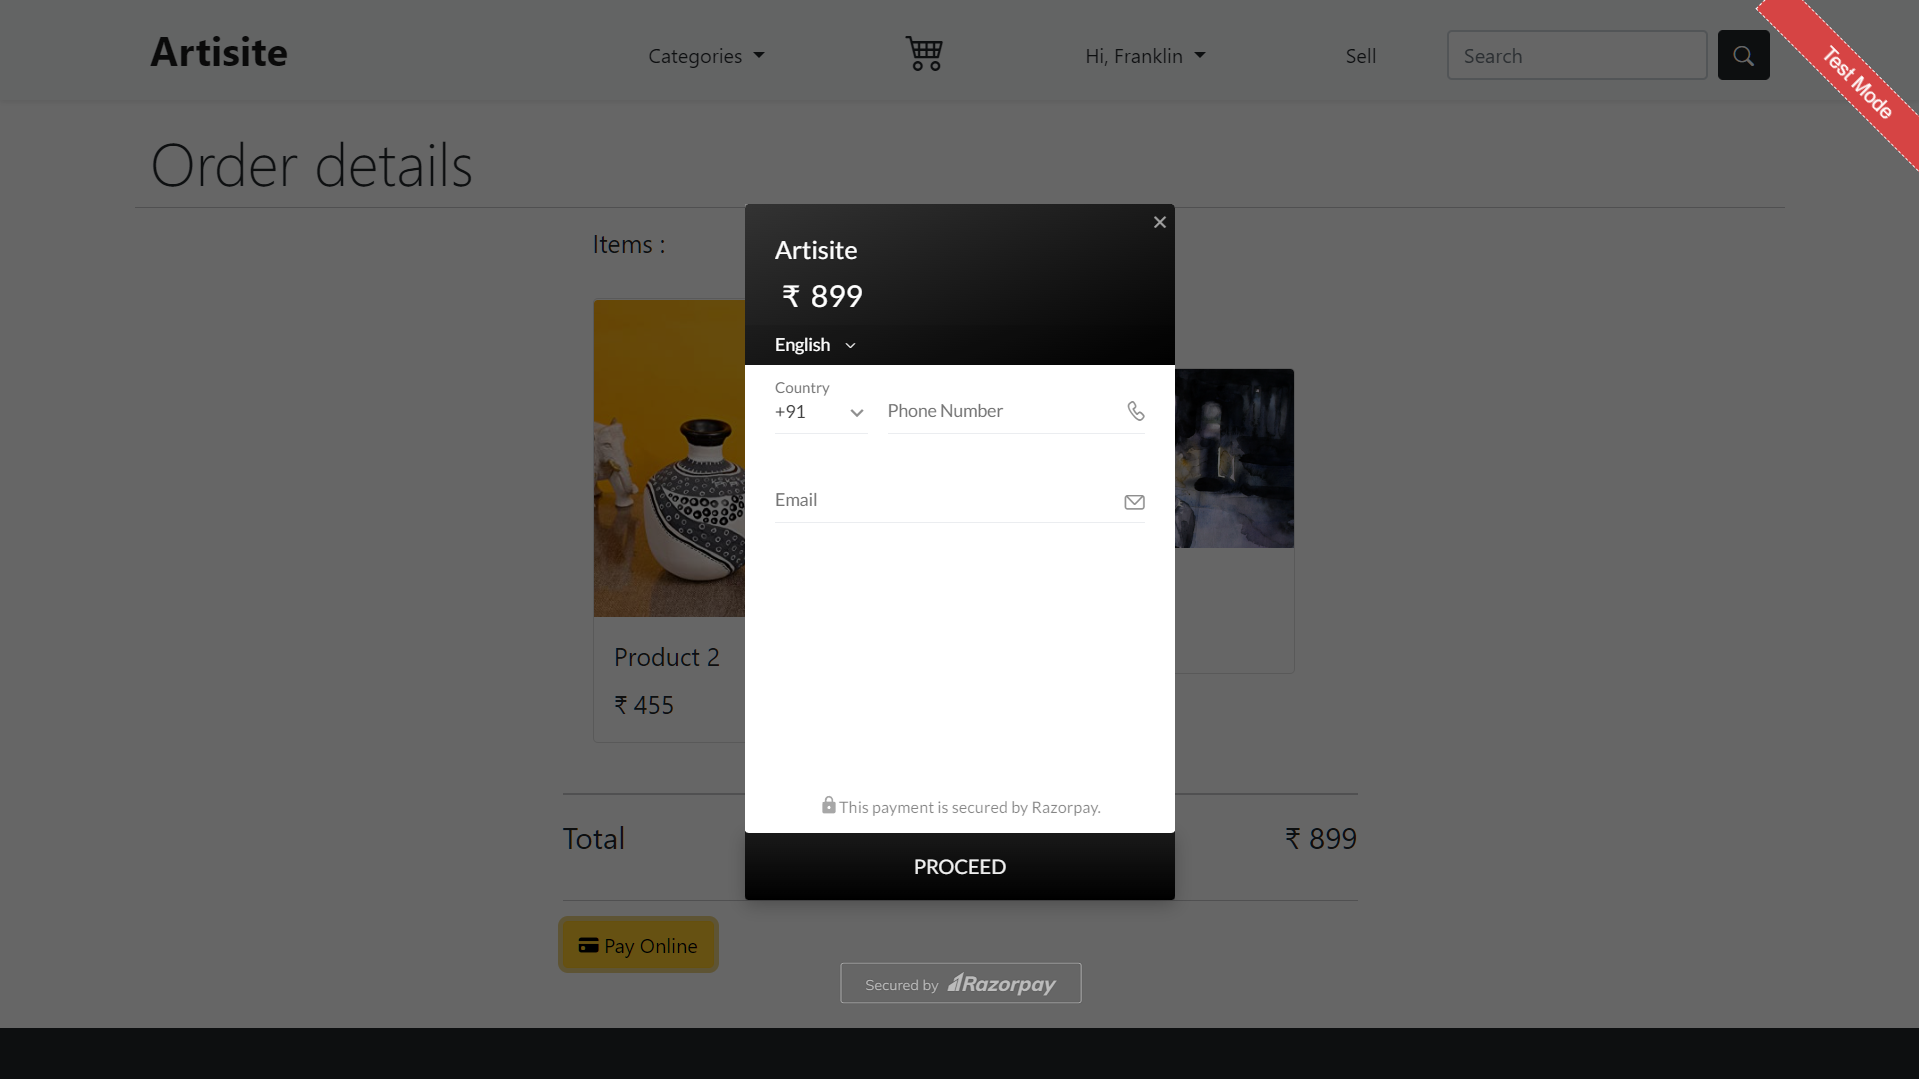 Artisite
Categories
Hi, Franklin
Sell
Search
Test Mode
Order details
Items :
Artisite
₹ 899
English
Country
+91
Phone Number
Email
Product 2
₹ 455
This payment is secured by Razorpay.
Total
₹ 899
PROCEED
Pay Online
Secured by Razorpay